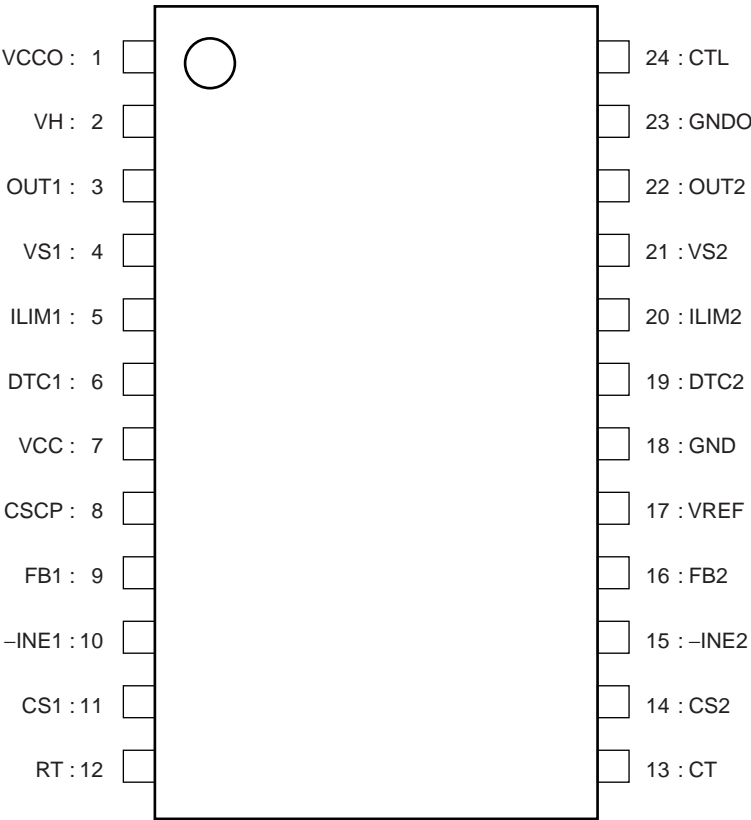 VCCO : 1
24 : CTL
VH : 2
23 : GNDO
OUT1 : 3
22 : OUT2
VS1 : 4
21 : VS2
ILIM1 : 5
20 : ILIM2
DTC1 : 6
19 : DTC2
VCC : 7
18 : GND
CSCP : 8
17 : VREF
FB1 : 9
16 : FB2
−INE1 : 10
15 : −INE2
CS1 : 11
14 : CS2
RT : 12
13 : CT